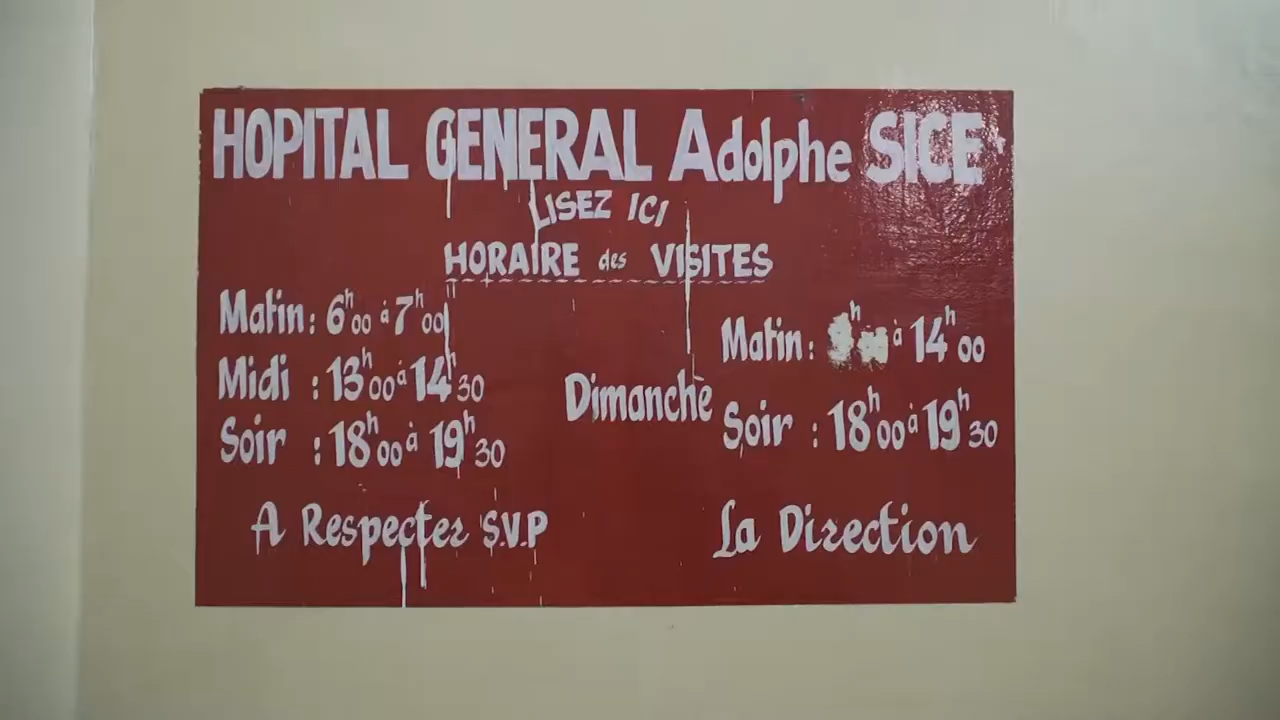 HOPITAL GENERAL Adolphe SICE
LISEZ ICI
HORAIRE des VISITES
Matin : 6h00 à 7h00
Midi : 13h00 à 14h30
Soir : 18h00 à 19h30
Dimanche
Matin : à 14h00
Soir : 18h00 à 19h30
A Respecter S.V.P
La Direction